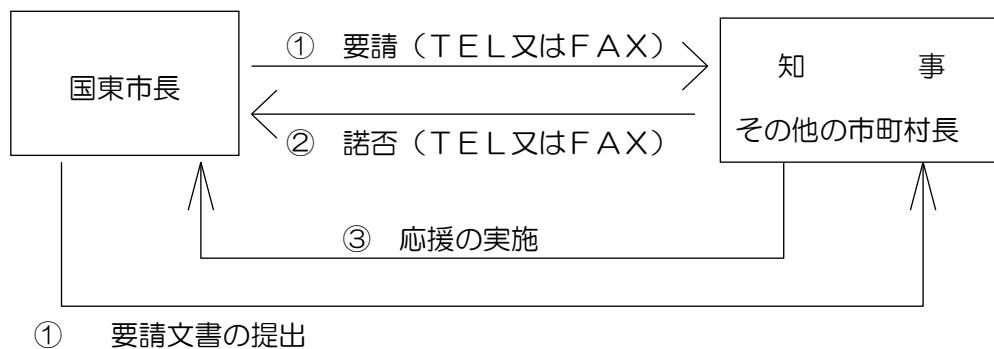 ① 要請（ＴＥＬ又はＦＡＸ）
国東市長
知　　　事
その他の市町村長
② 諾否（ＴＥＬ又はＦＡＸ）
③ 応援の実施
① 要請文書の提出